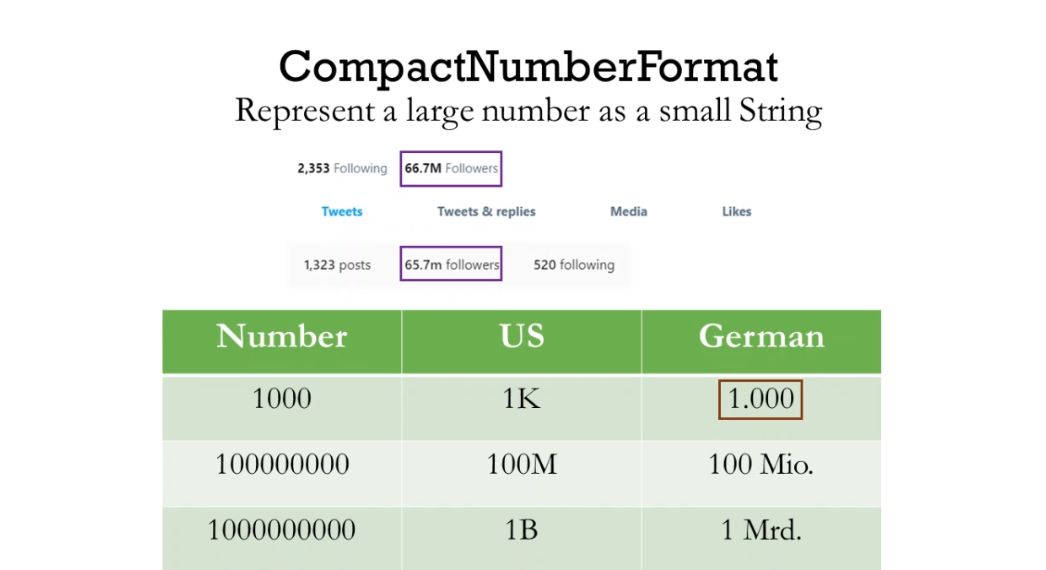 CompactNumberFormat
Represent a large number as a small String
2,353 Following 66.7M Followers
Tweets Tweets & replies Media Likes
1,323 posts 65.7m followers 520 following
Number US German
1000 1K 1.000
100000000 100M 100 Mio.
1000000000 1B 1 Mrd.